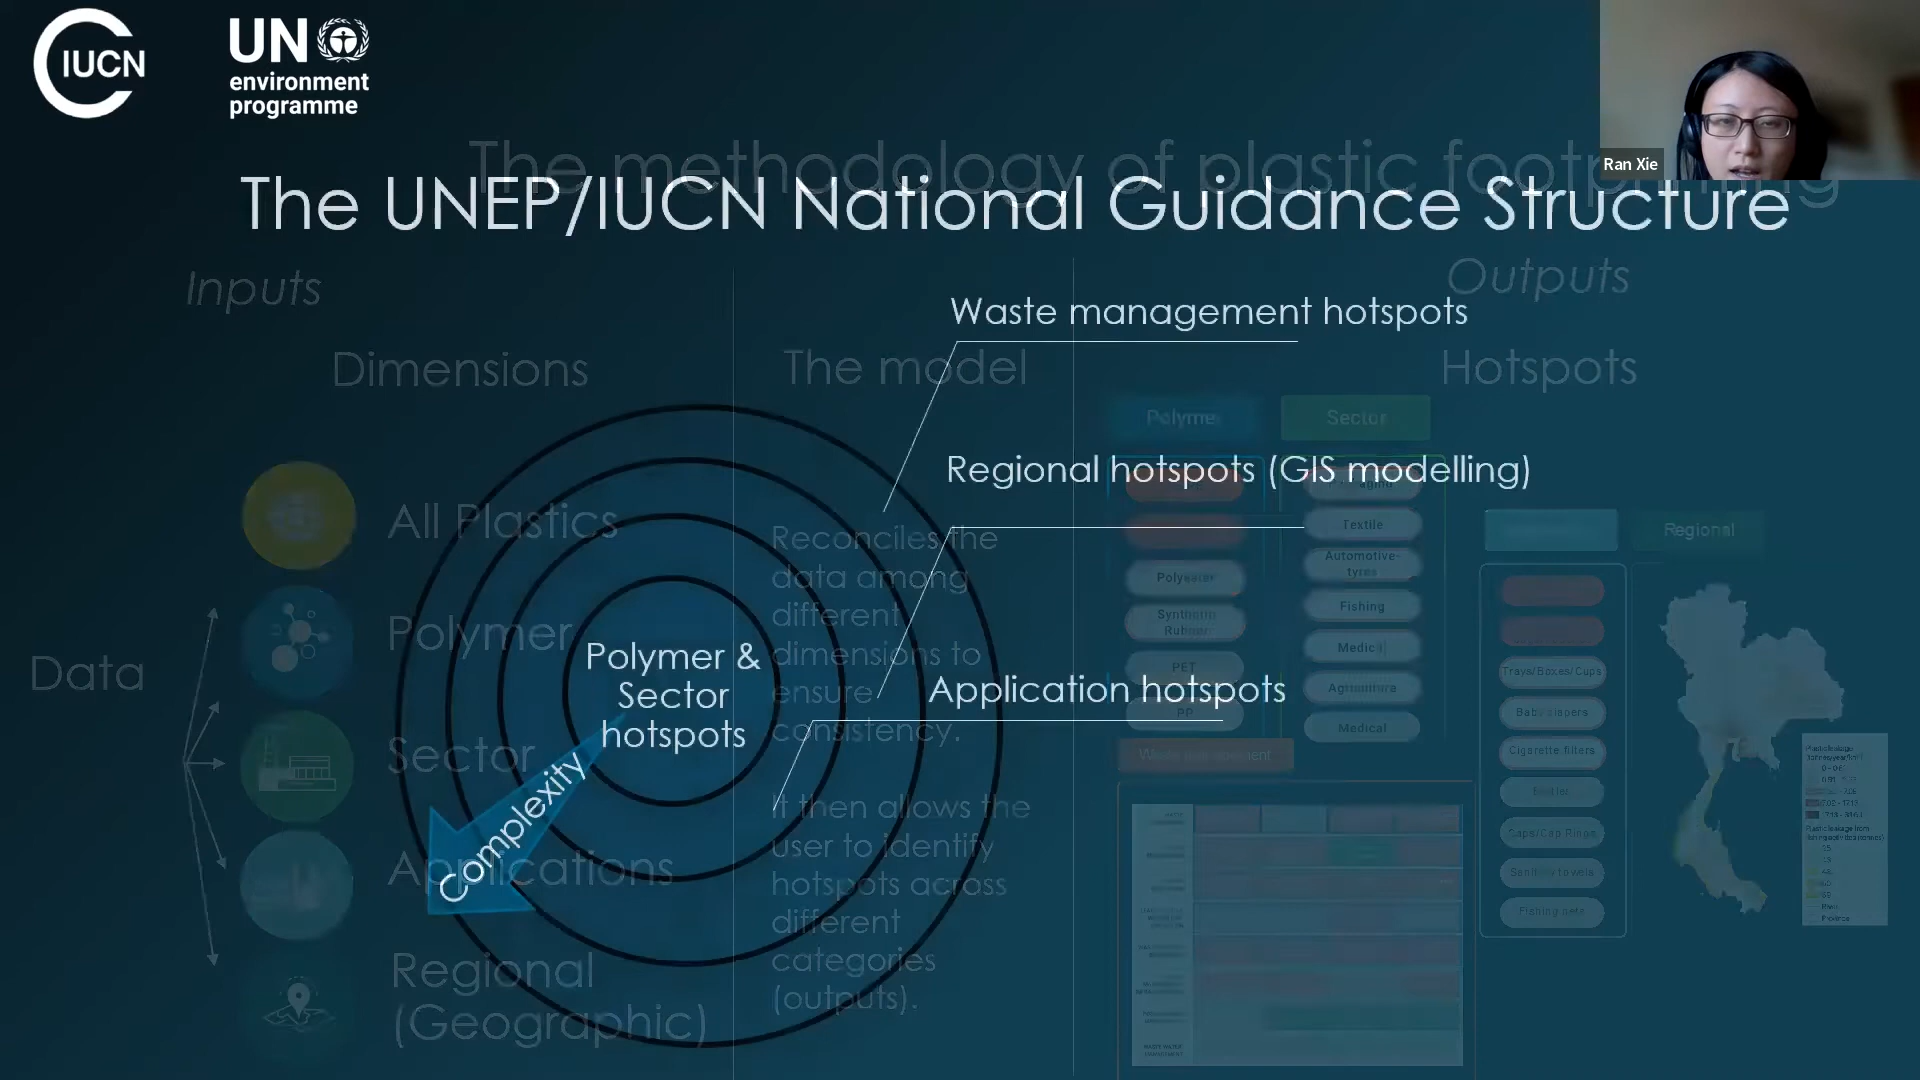 IUCN
UN
environment
programme
Ran Xie
The methodology of plastic
The UNEP/IUCN National Guidance Structure
Inputs
Outputs
Waste management hotspots
Dimensions
The model
Hotspots
Sector
Regional hotspots (GIS modelling)
All Plastics
Textile
Regional
Reconciles the
data among
different
dimensions to
ensure
consistency.
Automotive-
tyres
Polyester
Fishing
Synthetic
Rubber
Polymer
Medical
PET
Polymer &
Sector
hotspots
Data
Application hotspots
Agriculture
PP
Medical
Trays/Boxes/Cups
Baby diapers
Cigarette filters
Sector
Complexity
It then allows the
user to identify
hotspots across
different
categories
(outputs).
Applications
Caps/Cap Rings
Sanitary towels
Fishing nets
Regional
(Geographic)